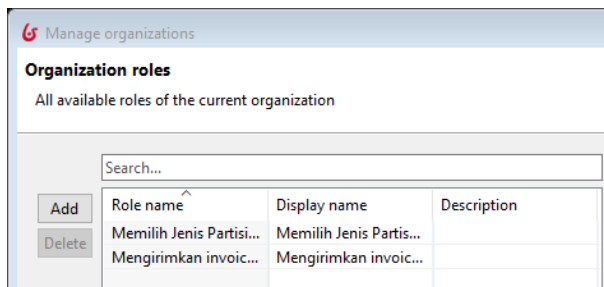 Manage organizations
Organization roles
All available roles of the current organization
Search...
Add
Delete
Role name Display name Description
Memilih Jenis Partisi... Memilih Jenis Partis...
Mengirimkan invoic... Mengirimkan invoic...